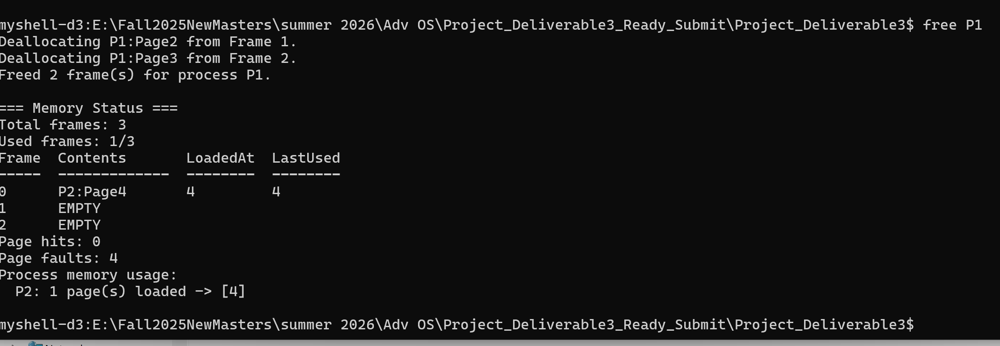 myshell-d3:E:\Fall2025NewMasters\summer 2026\Adv OS\Project_Deliverable3_Ready_Submit\Project_Deliverable3$ free P1
Deallocating P1:Page2 from Frame 1.
Deallocating P1:Page3 from Frame 2.
Freed 2 frame(s) for process P1.
=== Memory Status ===
Total frames: 3
Used frames: 1/3
Frame  Contents       LoadedAt  LastUsed
-----  -------------  --------  --------
0      P2:Page4       4         4
1      EMPTY
2      EMPTY
Page hits: 0
Page faults: 4
Process memory usage:
  P2: 1 page(s) loaded -> [4]
myshell-d3:E:\Fall2025NewMasters\summer 2026\Adv OS\Project_Deliverable3_Ready_Submit\Project_Deliverable3$